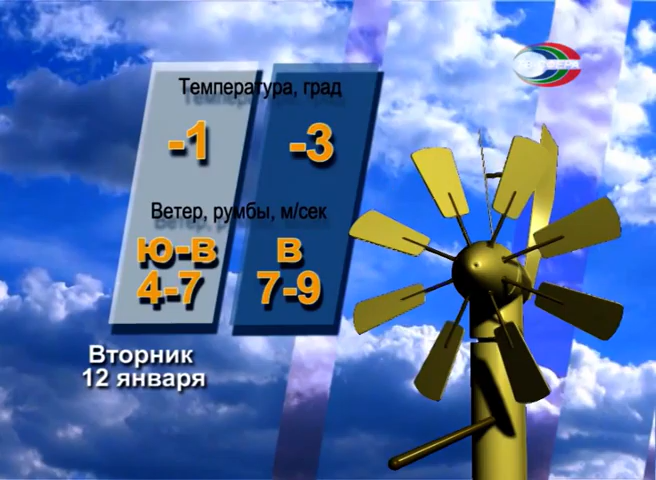 Температура, град
-1 -3
Ветер, румбы, м/сек
ю-в в
4-7 7-9
Вторник
12 января